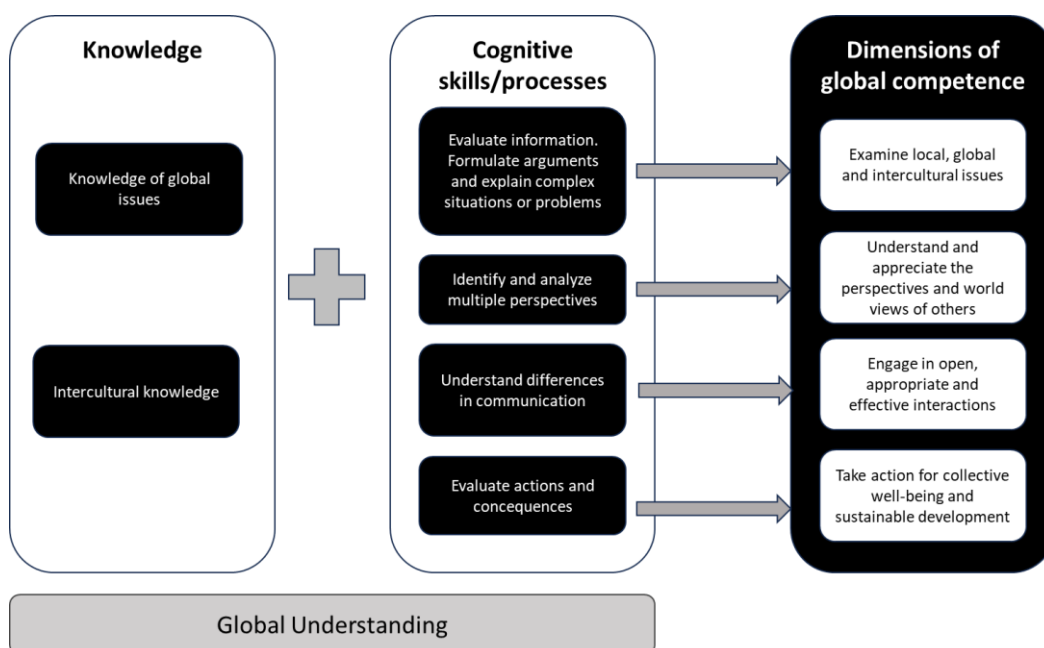 Knowledge
Knowledge of global
issues
Intercultural knowledge
Cognitive
skills/processes
Evaluate information.
Formulate arguments
and explain complex
situations or problems
Identify and analyze
multiple perspectives
Understand differences
in communication
Evaluate actions and
concequences
Dimensions of
global competence
Examine local, global
and intercultural issues
Understand and
appreciate the
perspectives and world
views of others
Engage in open,
appropriate and
effective interactions
Take action for collective
well-being and
sustainable development
Global Understanding